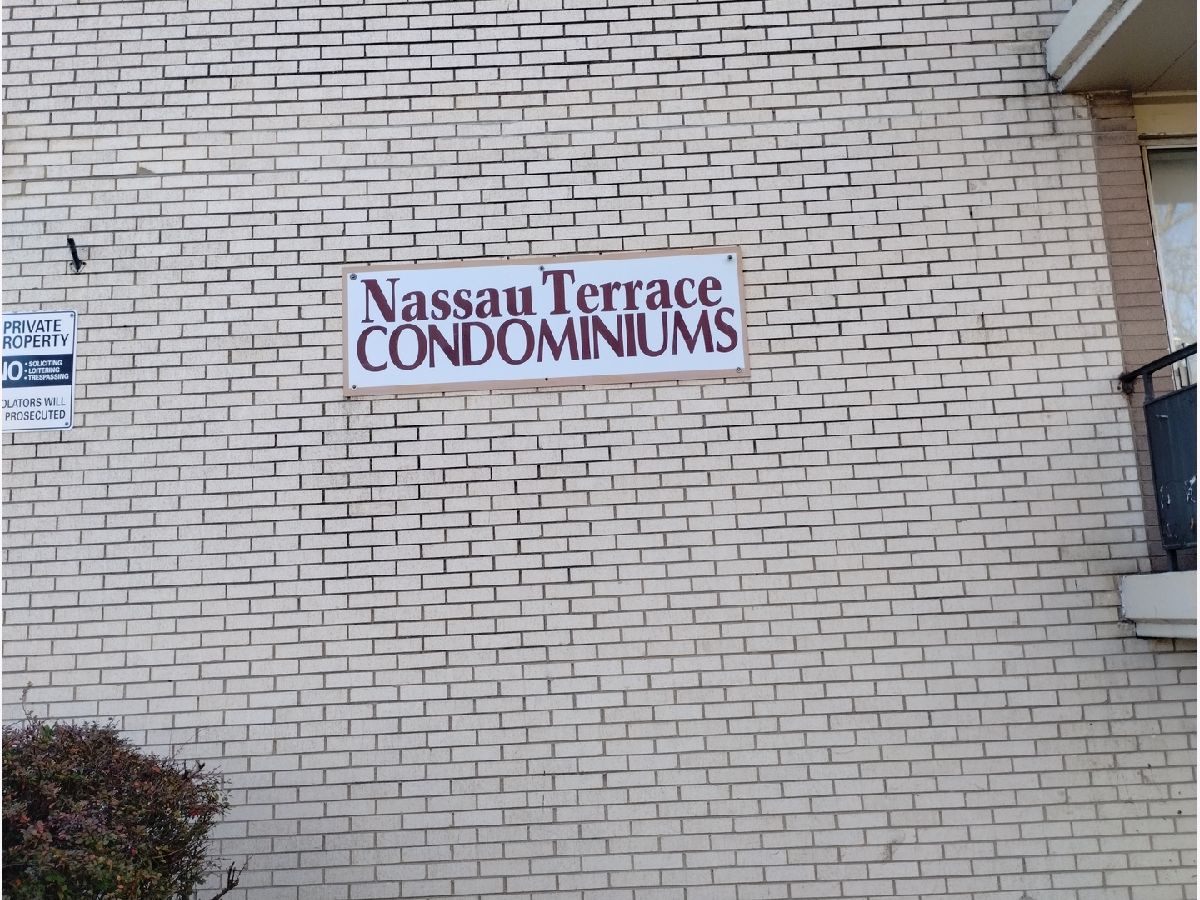 Nassau Terrace
CONDOMINIUMS
PRIVATE
ROPERTY
NO:
• SOLICITING
• LOITERING
• TRESPASSING
OLATORS WILL
PROSECUTED